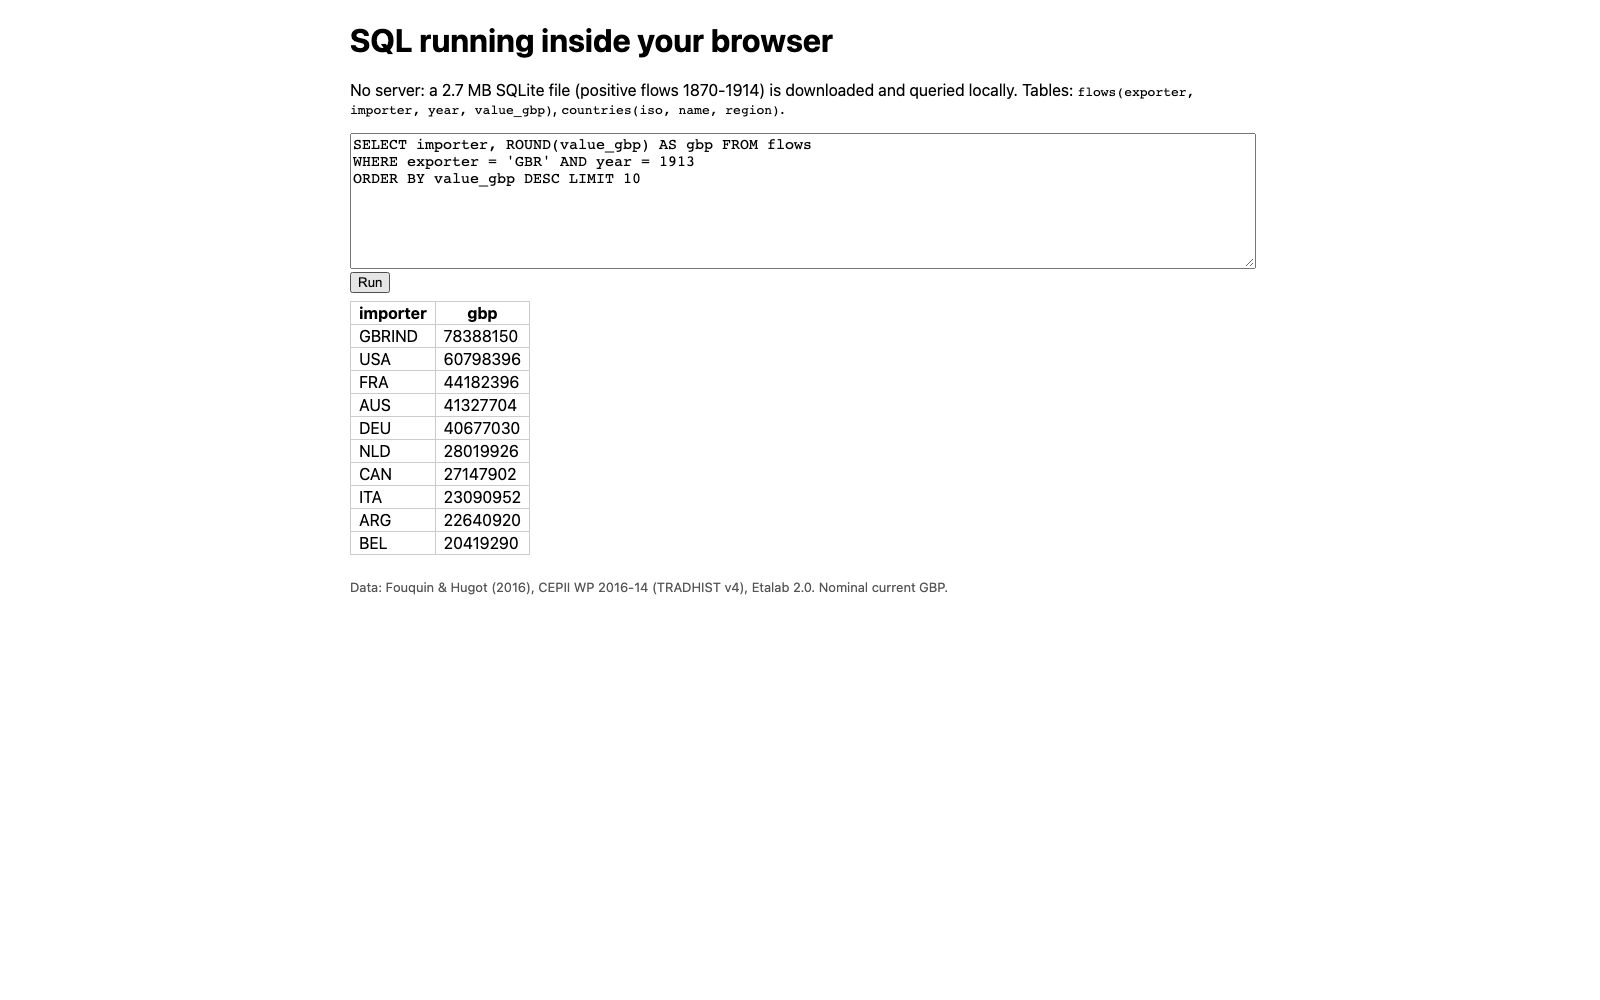 SQL running inside your browser
No server: a 2.7 MB SQLite file (positive flows 1870-1914) is downloaded and queried locally. Tables: flows(exporter,
importer, year, value_gbp), countries(iso, name, region).
SELECT importer, ROUND(value_gbp) AS gbp FROM flows
WHERE exporter = 'GBR' AND year = 1913
ORDER BY value_gbp DESC LIMIT 10
Run
importer gbp
GBRIND 78388150
USA 60798396
FRA 44182396
AUS 41327704
DEU 40677030
NLD 28019926
CAN 27147902
ITA 23090952
ARG 22640920
BEL 20419290
Data: Fouquin & Hugot (2016), CEPII WP 2016-14 (TRADHIST v4), Etalab 2.0. Nominal current GBP.